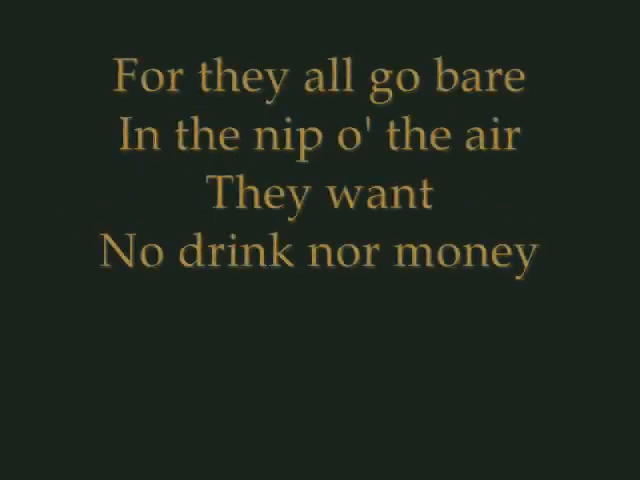 For they all go bare
In the nip o' the air
They want
No drink nor money